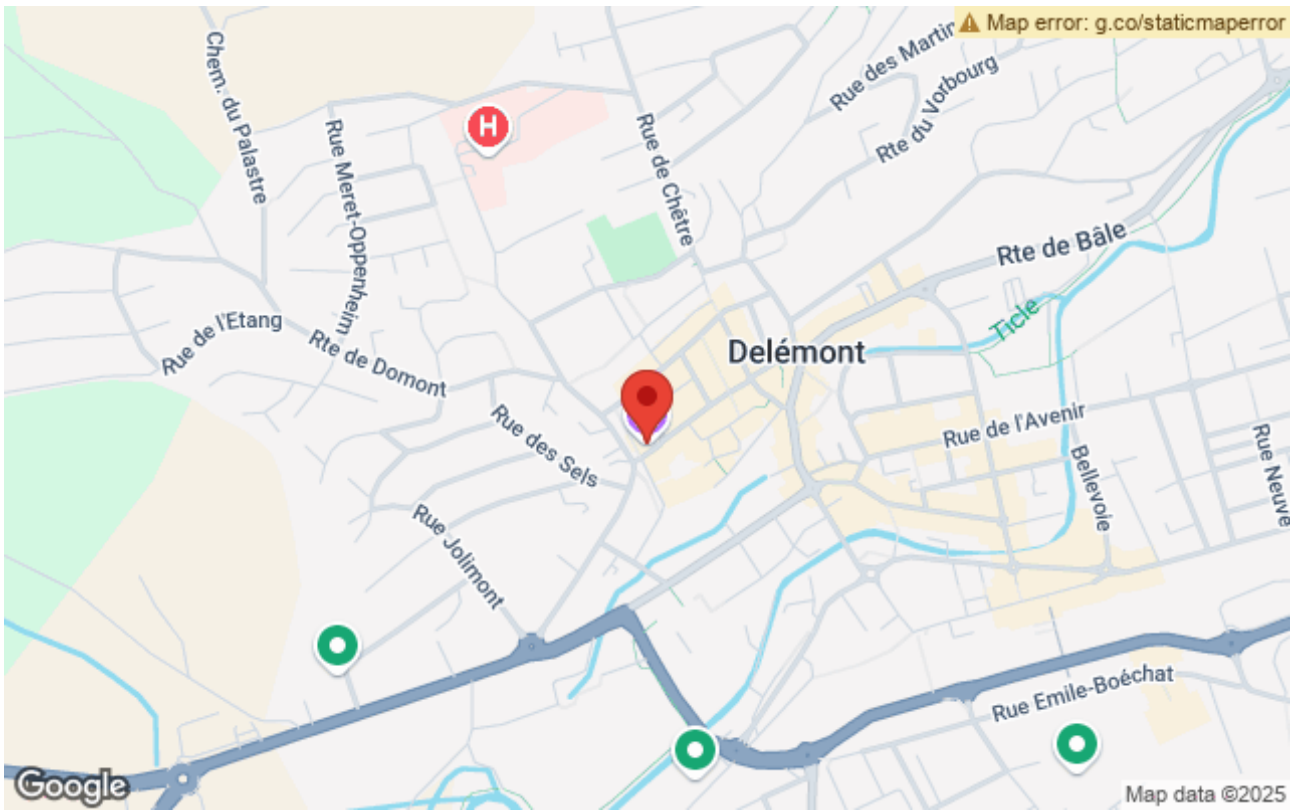 Map error: g.co/staticmaperror
Chem. du Palastre
Rue des Martin
Rte du Vorbourg
Rue Meret-Oppenheim
H
Rue de Chêtre
Rte de Bâle
Ticle
Rue de l'Etang
Rte de Domont
Delémont
Rue des Sels
Rue de l'Avenir
Bellevoie
Rue Neuve
Rue Jolimont
Rue Emile-Boéchat
Google
Map data ©2025